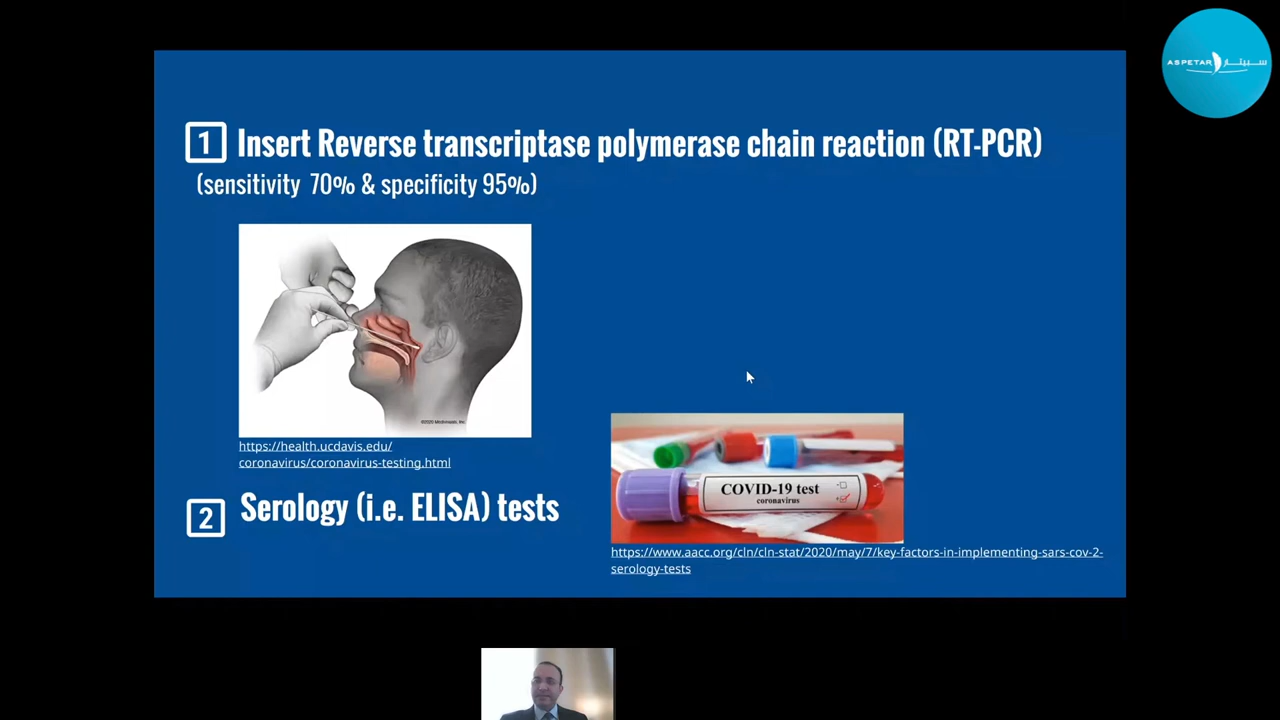 ASPETAR سبيتار
1 Insert Reverse transcriptase polymerase chain reaction (RT-PCR)
(sensitivity 70% & specificity 95%)
https://health.ucdavis.edu/
coronavirus/coronavirus-testing.html
2 Serology (i.e. ELISA) tests
COVID-19 test
coronavirus
https://www.aacc.org/cln/cln-stat/2020/may/7/key-factors-in-implementing-sars-cov-2-
serology-tests